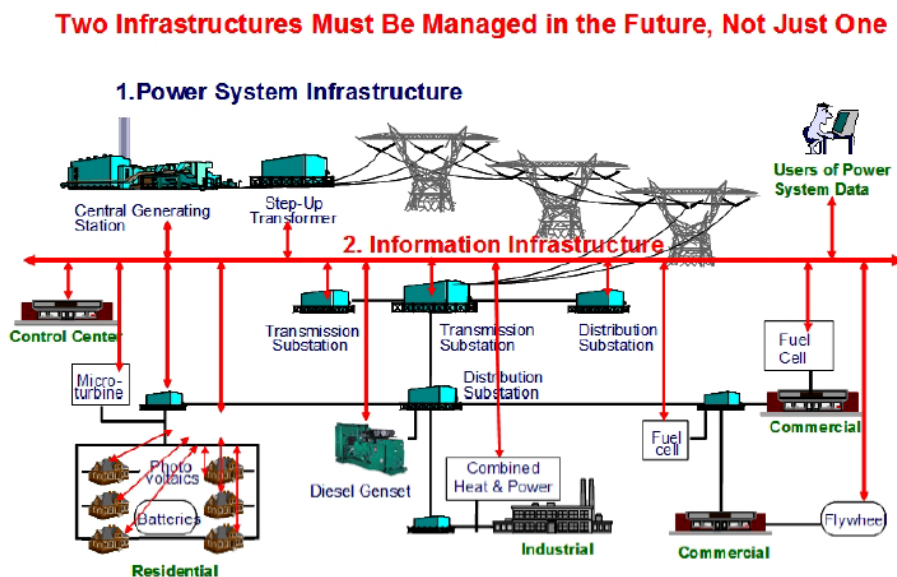 Two Infrastructures Must Be Managed in the Future, Not Just One
1.Power System Infrastructure
Users of Power
System Data
Central Generating
Station
Step-Up
Transformer
2. Information Infrastructure
Control Center
Transmission
Substation
Transmission
Substation
Distribution
Substation
Fuel
Cell
Micro-
turbine
Distribution
Substation
Commercial
Photo
voltaics
Batteries
Residential
Diesel Genset
Combined
Heat & Power
Industrial
Fuel
cell
Commercial
Flywheel